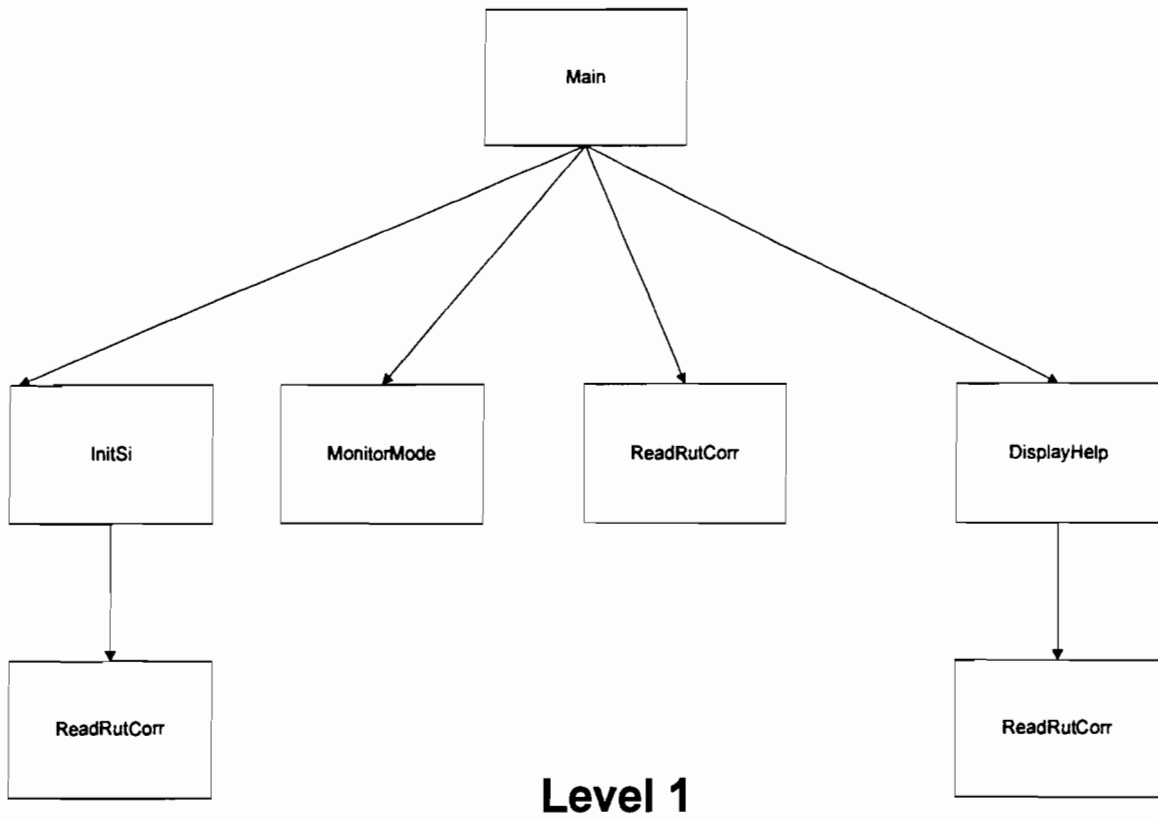 Main
InitSi
MonitorMode
ReadRutCorr
DisplayHelp
ReadRutCorr
ReadRutCorr
Level 1